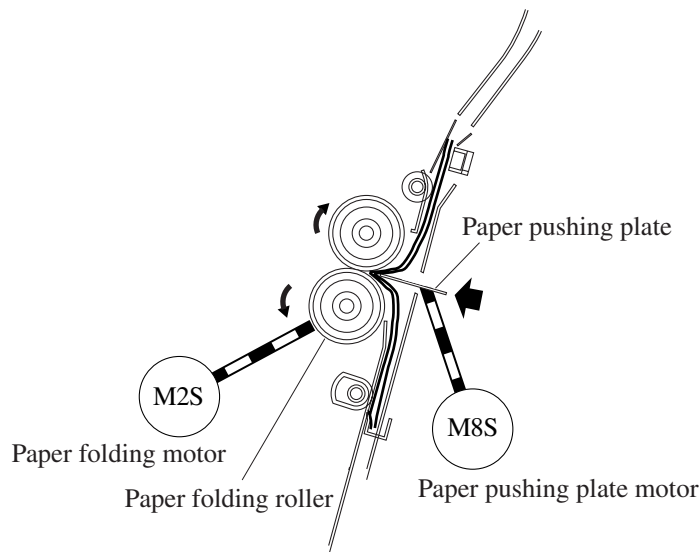 Paper pushing plate
M2S
M8S
Paper folding motor
Paper folding roller
Paper pushing plate motor